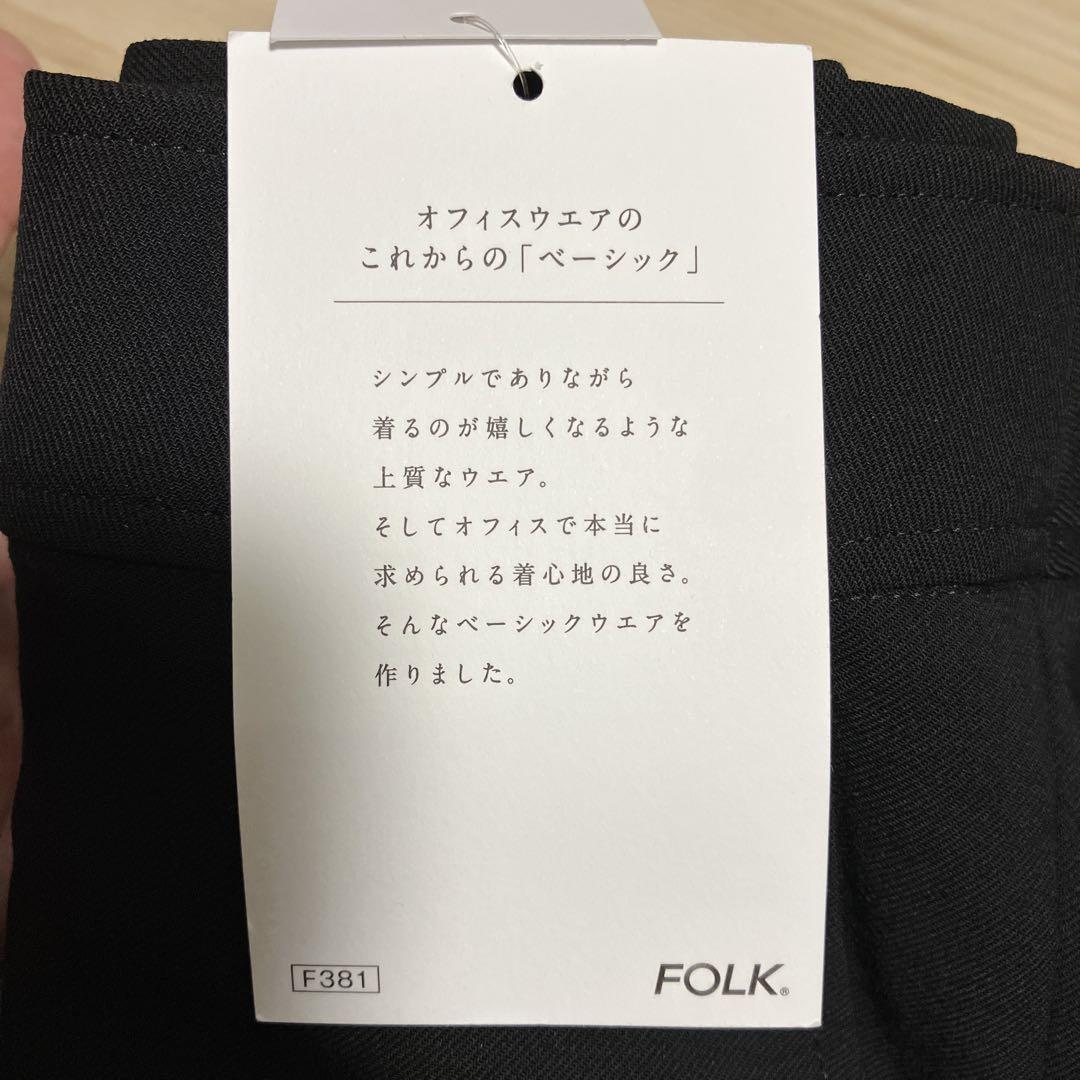 オフィスウエアの
これからの「ベーシック」
シンプルでありながら
着るのが嬉しくなるような
上質なウエア。
そしてオフィスで本当に
求められる着心地の良さ。
そんなベーシックウエアを
作りました。
F381
FOLK®